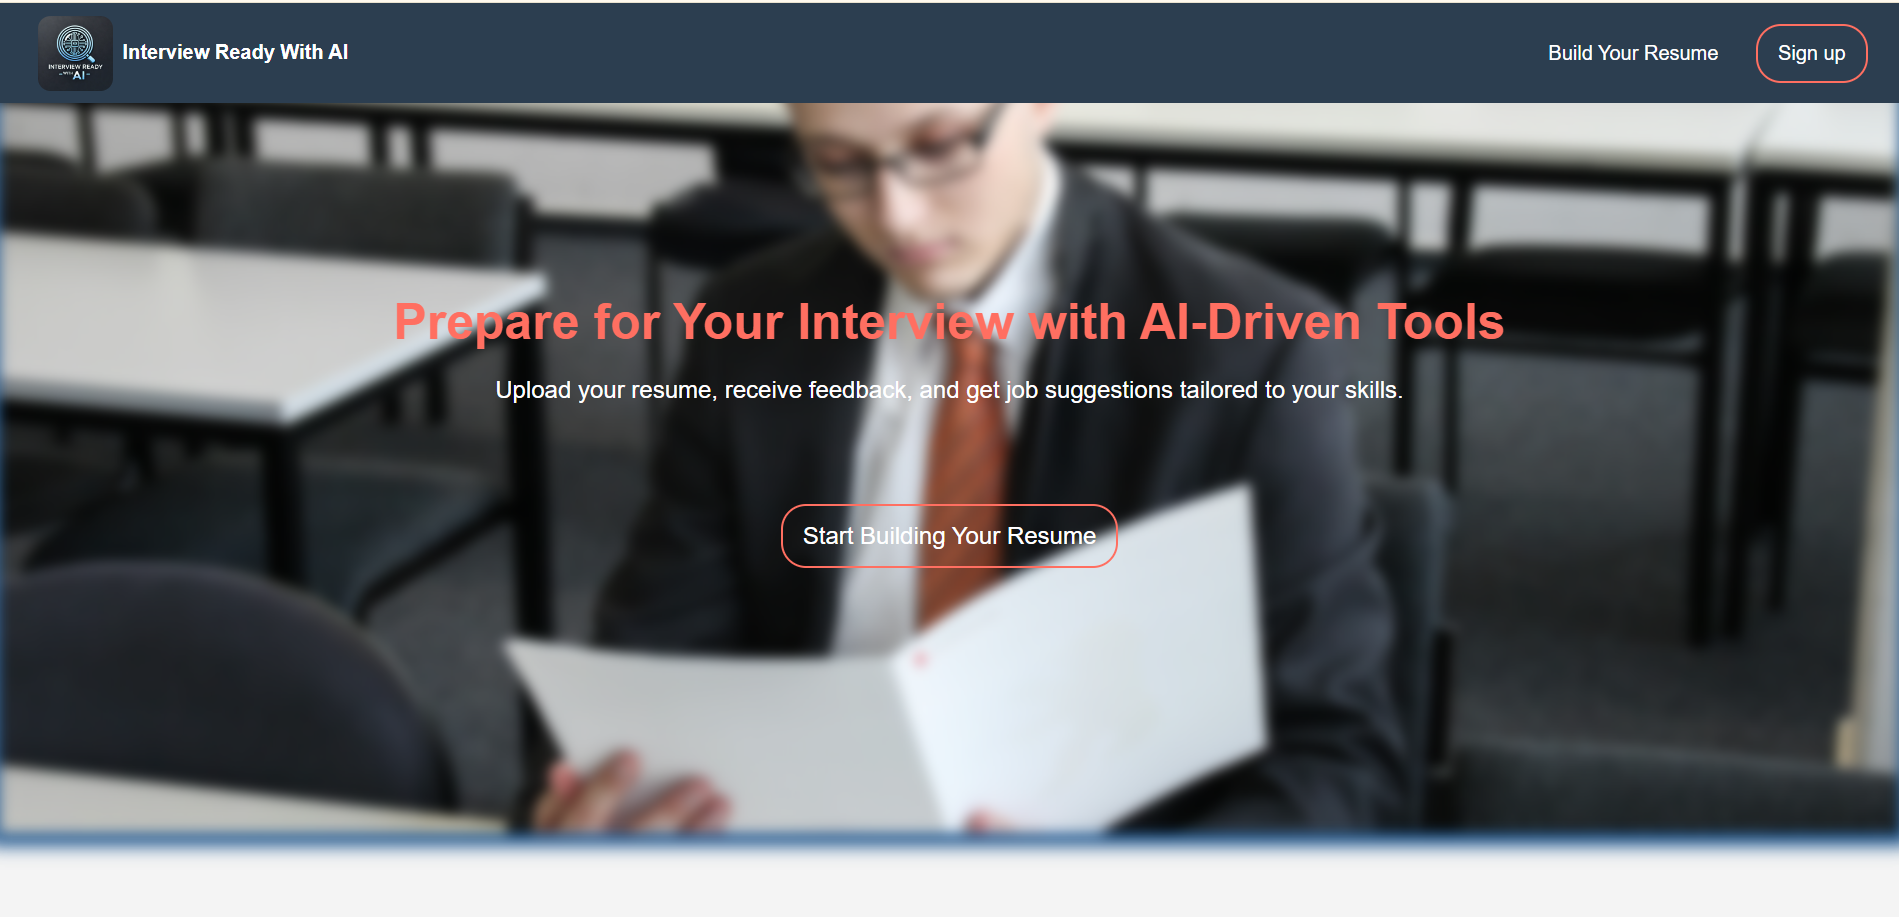 INTERVIEW READY
-WITH AI-
Interview Ready With AI
Build Your Resume
Sign up
Prepare for Your Interview with AI-Driven Tools
Upload your resume, receive feedback, and get job suggestions tailored to your skills.
Start Building Your Resume